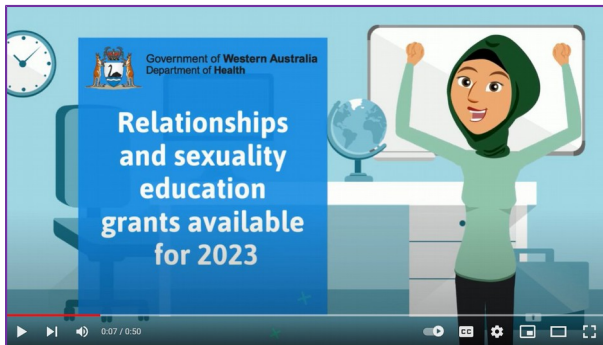 Government of Western Australia
Department of Health
Relationships
and sexuality
education
grants available
for 2023
0:07 / 0:50
CC